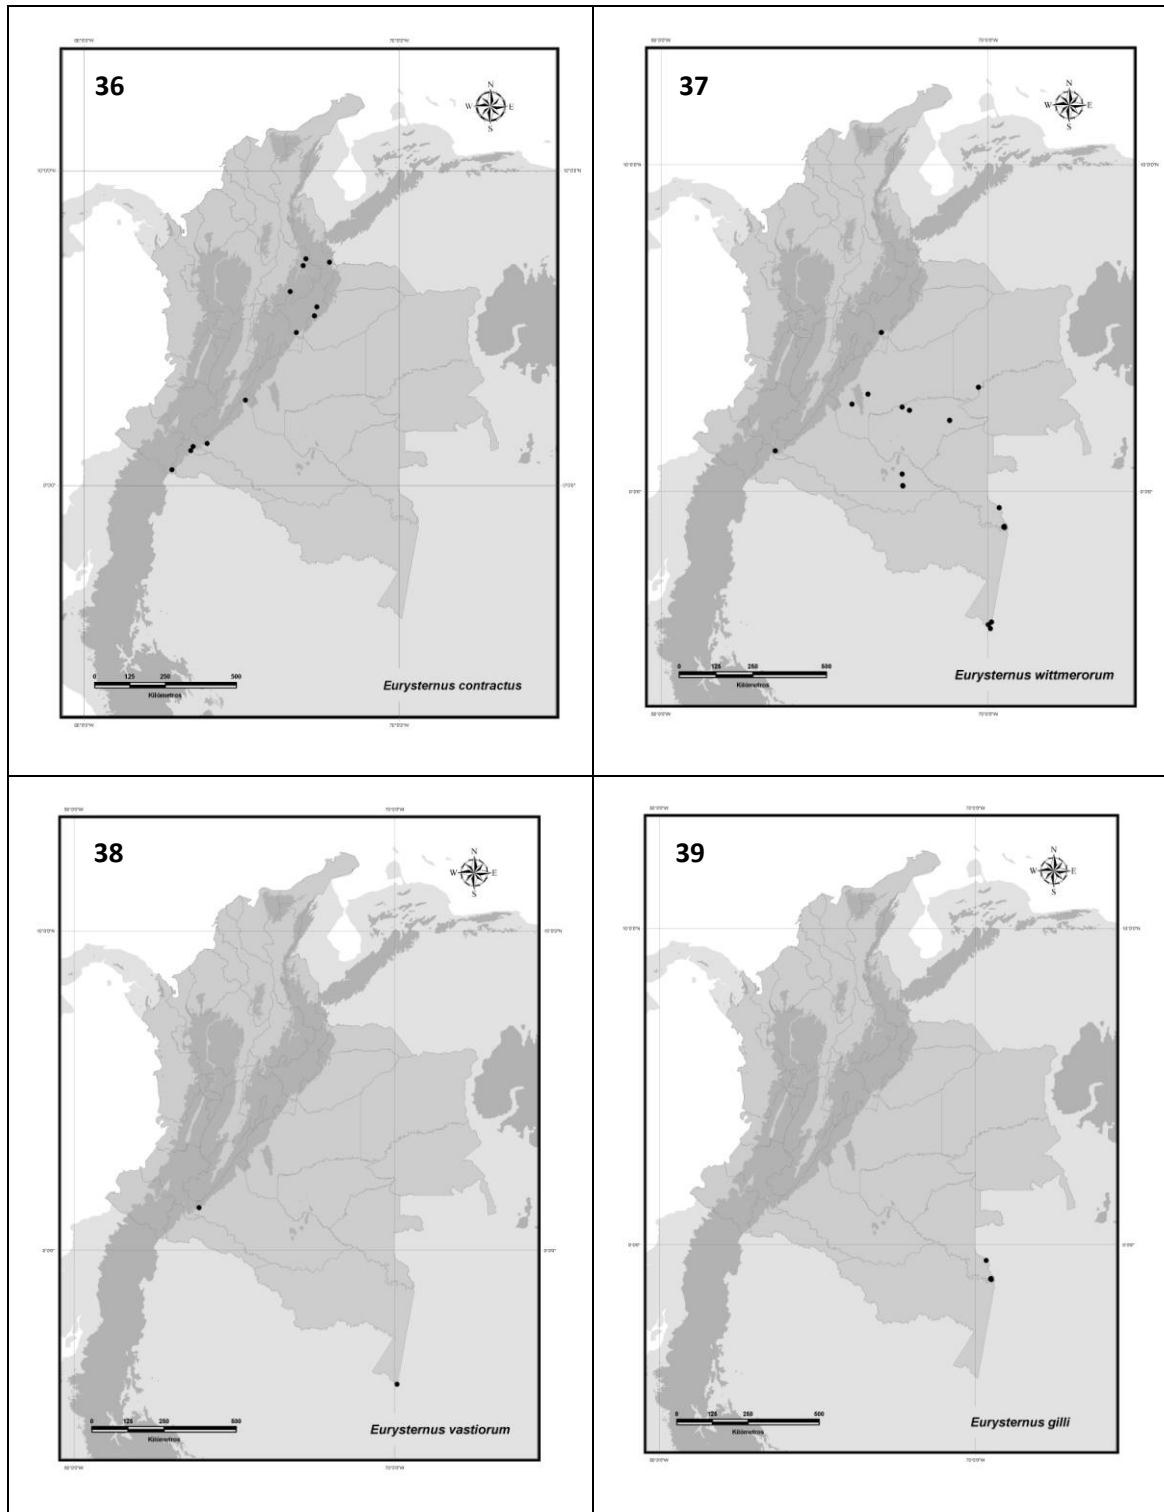 36
N
W E
S
0 125 250 500
Kilómetros
Eurysternus contractus
37
N
W E
S
0 125 250 500
Kilómetros
Eurysternus wittmerorum
38
N
W E
S
0 125 250 500
Kilómetros
Eurysternus vastiorum
39
N
W E
S
0 125 250 500
Kilómetros
Eurysternus gilli